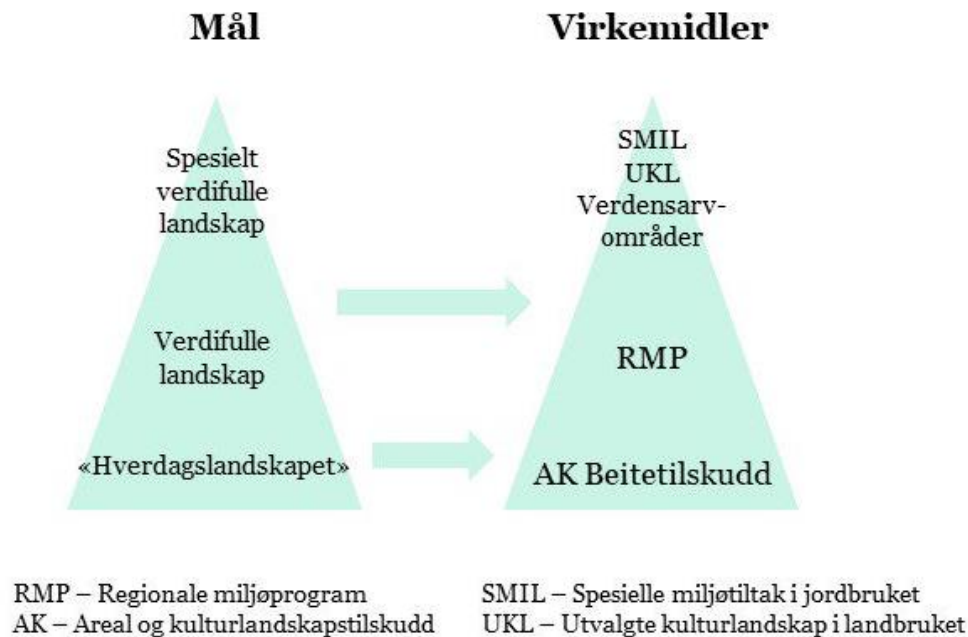 Mål
Spesielt
verdifulle
landskap
Verdifulle
landskap
«Hverdagslandskapet»
Virkemidler
SMIL
UKL
Verdensarv-
områder
RMP
AK Beitetilskudd
RMP – Regionale miljøprogram
AK – Areal og kulturlandskapstilskudd
SMIL – Spesielle miljøtiltak i jordbruket
UKL – Utvalgte kulturlandskap i landbruket